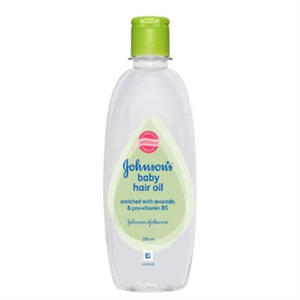 Johnson's
baby
hair oil
enriched with avocado
& pro-vitamin B5
Johnson & Johnson
200 ml